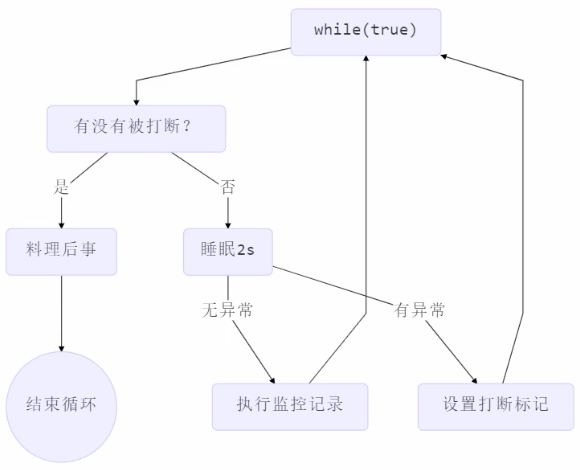 while(true)
有没有被打断？
是
否
料理后事
睡眠2s
无异常
有异常
结束循环
执行监控记录
设置打断标记